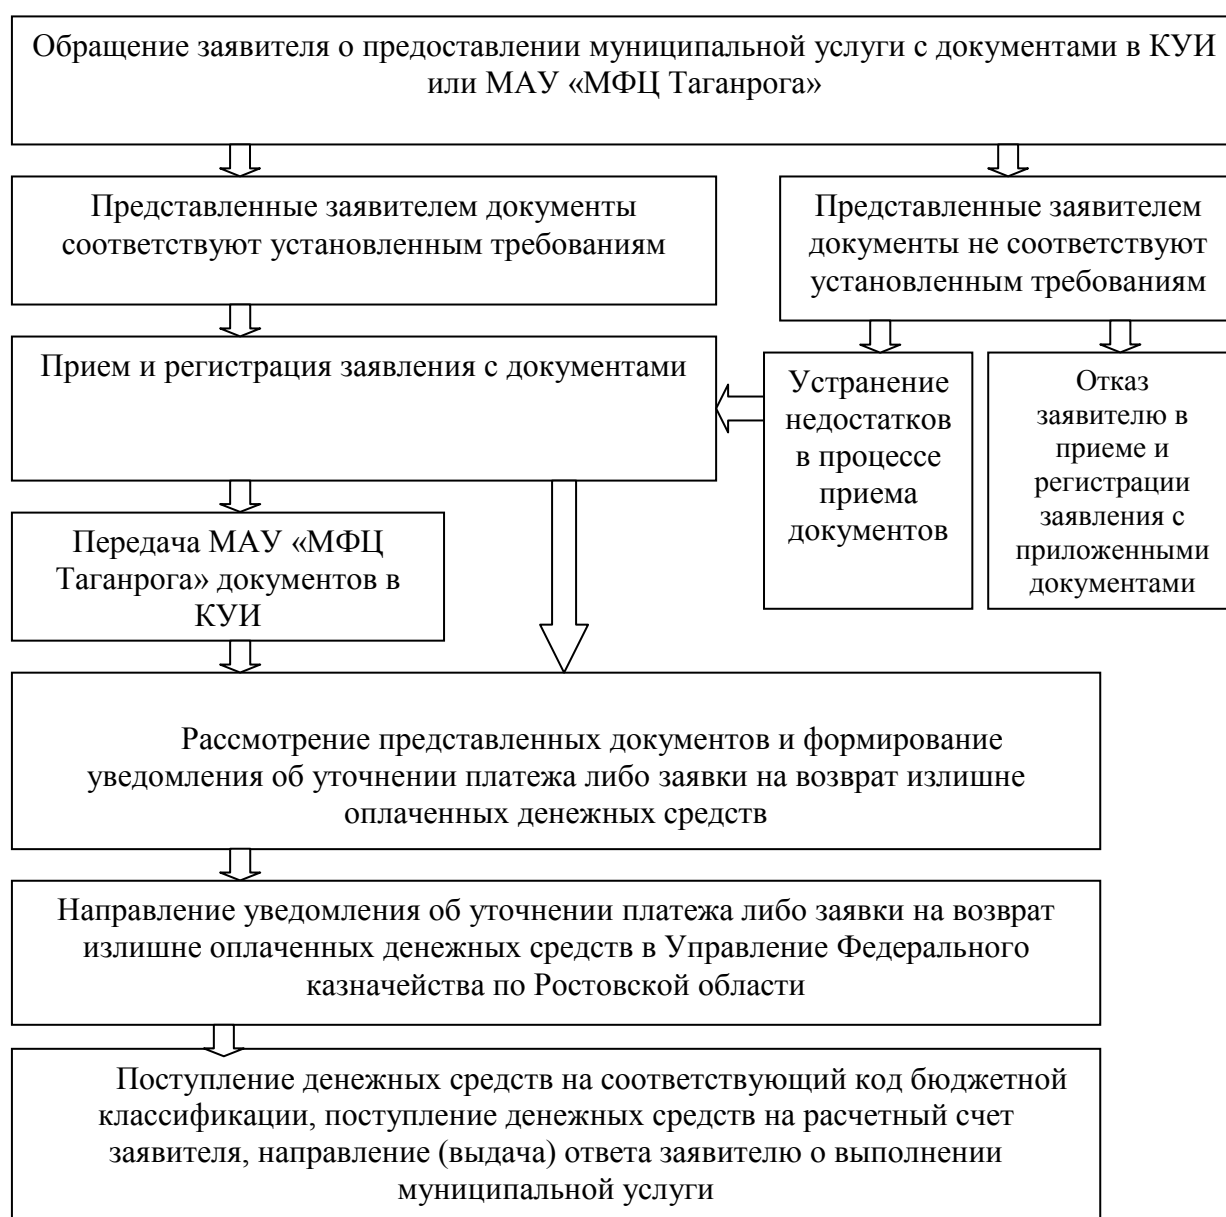 Обращение заявителя о предоставлении муниципальной услуги с документами в КУИ
или МАУ «МФЦ Таганрога»
Представленные заявителем документы
соответствуют установленным требованиям
Представленные заявителем
документы не соответствуют
установленным требованиям
Прием и регистрация заявления с документами
Устранение
недостатков
в процессе
приема
документов
Отказ
заявителю в
приеме и
регистрации
заявления с
приложенными
документами
Передача МАУ «МФЦ
Таганрога» документов в
КУИ
Рассмотрение представленных документов и формирование
уведомления об уточнении платежа либо заявки на возврат излишне
оплаченных денежных средств
Направление уведомления об уточнении платежа либо заявки на возврат
излишне оплаченных денежных средств в Управление Федерального
казначейства по Ростовской области
Поступление денежных средств на соответствующий код бюджетной
классификации, поступление денежных средств на расчетный счет
заявителя, направление (выдача) ответа заявителю о выполнении
муниципальной услуги